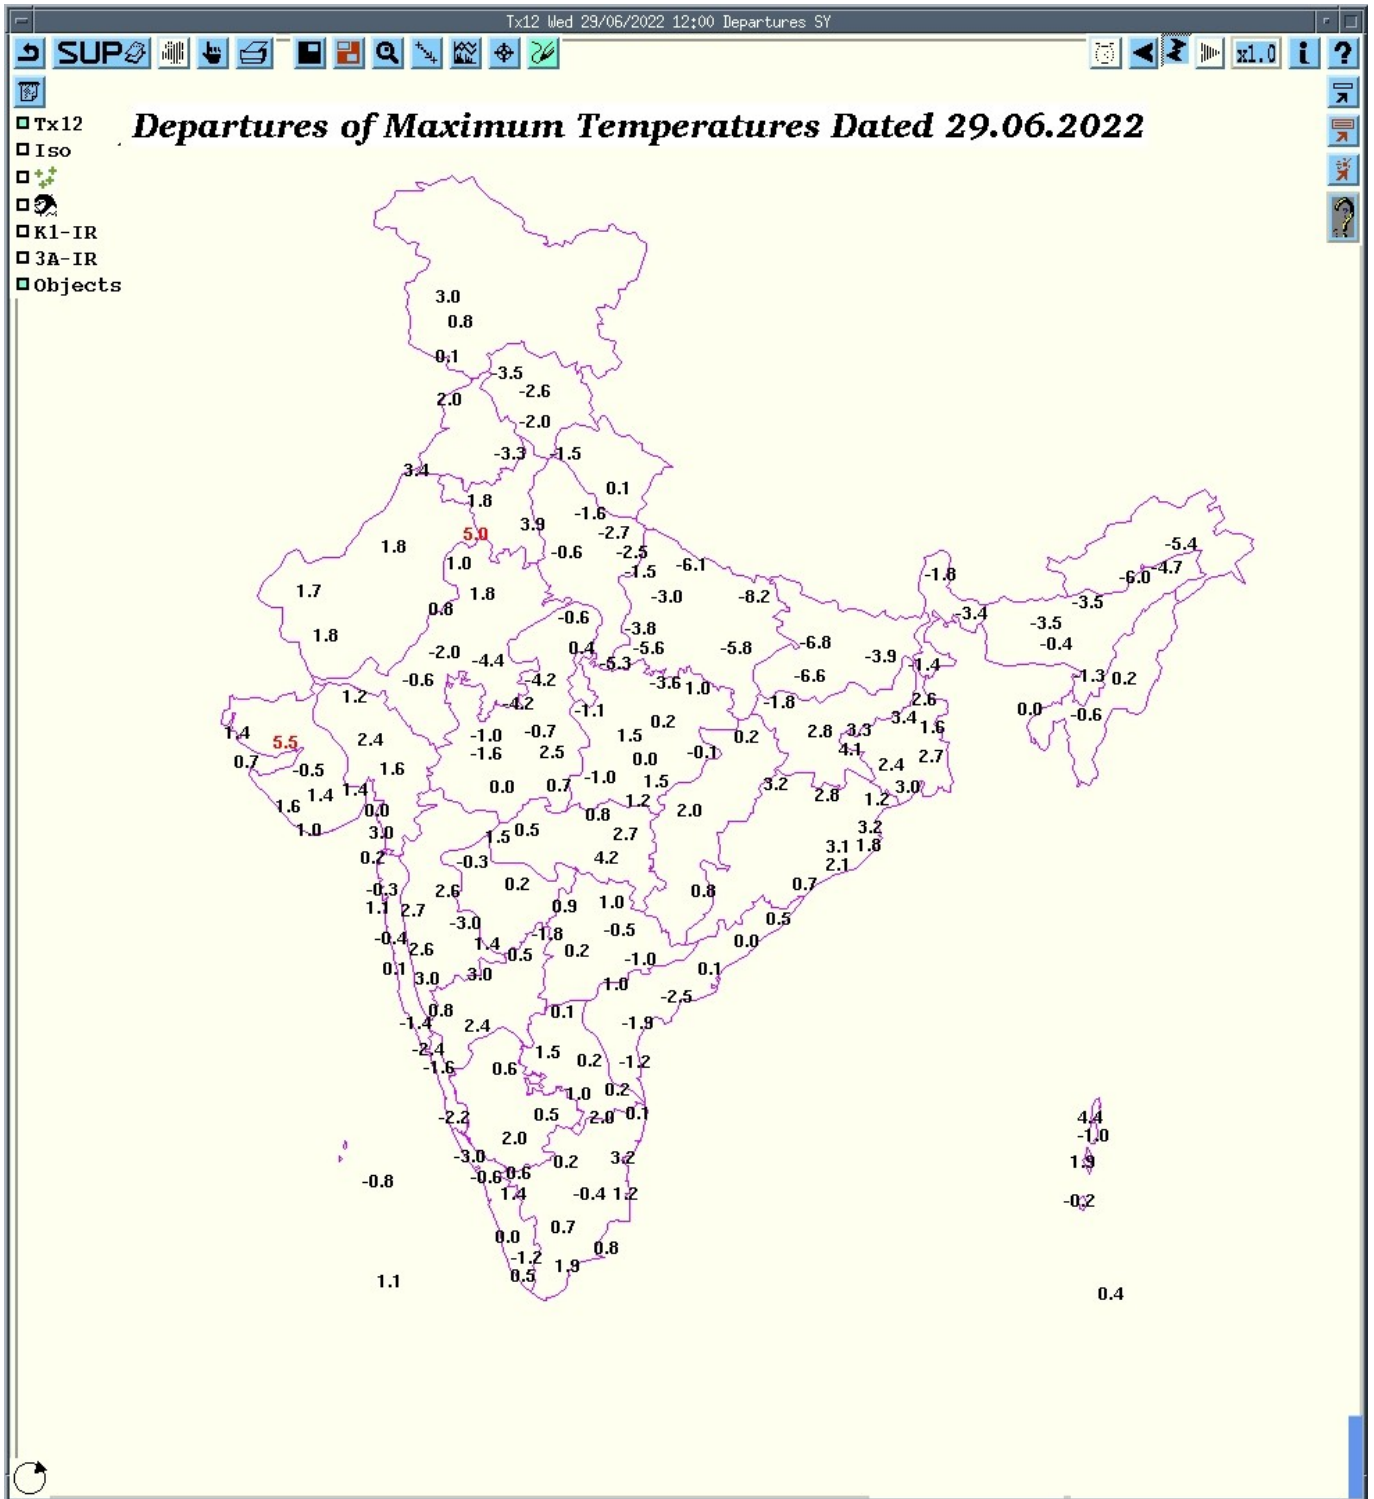 Tx12 Wed 29/06/2022 12:00 Departures SY
SUP
x1.0
i
?
Departures of Maximum Temperatures Dated 29.06.2022
Tx12
Iso
K1-IR
3A-IR
Objects
3.0
0.8
0.1
-3.5
-2.6
2.0
-2.0
-3.3 -1.5
3.4
0.1
1.8
-1.6
3.9
5.0 -2.7
1.8 -0.6 -2.5
-5.4
1.0 -1.5 -6.1
-4.7
-1.8 -6.0
1.7 1.8 -3.0 -8.2
-3.5
0.8 -0.6 -3.4
-3.5
1.8 -3.8
-6.8 -0.4
-2.0 0.4 -5.6 -5.8
-4.4 -5.3 -3.9 -1.4
-0.6 -4.2 -6.6 -1.3 0.2
-3.6 1.0
1.2 -4.2 -1.8 2.6
-1.1 0.0 -0.6
0.2 3.4
1.4 -1.0 -0.7 1.5 0.2 2.8 3.3 1.6
5.5 2.4 4.1
-1.6 2.5 0.0 -0.1 2.7
0.7 -0.5 1.6 2.4
-1.0 1.5
1.4 1.4 0.0 0.7 3.2 2.8 3.0
1.6 0.0 1.2 1.2
0.8 2.0
1.0 3.0 1.5 0.5 2.7 3.2
3.1 1.8
0.2 -0.3 4.2 2.1
-0.3 2.6 0.2 0.8 0.7
1.1 2.7 0.9 1.0
-3.0 0.5
-0.4 1.4 -1.8 -0.5 0.0
2.6 0.5 0.2 -1.0
0.1 3.0 3.0 0.1
1.0
-2.5
0.8 0.1
-1.4 2.4 -1.9
-2.4 1.5
-1.6 0.6 0.2 -1.2
1.0 0.2
-2.2 0.5 2.0 0.1 4.4
2.0 -1.0
-3.0 0.2 3.2 1.9
-0.6 0.6
-0.8 1.4 -0.4 1.2 -0.2
0.0 0.7
0.8
-1.2 1.9
1.1 0.5
0.4